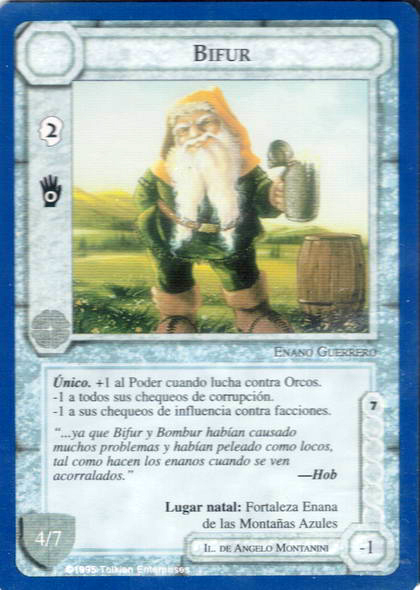 BIFUR
2
0
ENANO GUERRERO
Único. +1 al Poder cuando lucha contra Orcos.
-1 a todos sus chequeos de corrupción.
-1 a sus chequeos de influencia contra facciones.
7
“...ya que Bifur y Bombur habían causado
muchos problemas y habían peleado como locos,
tal como hacen los enanos cuando se ven
acorralados.” —Hob
Lugar natal: Fortaleza Enana
de las Montañas Azules
4/7
IL. DE ANGELO MONTANINI
-1
©1995 Tolkien Enterprises